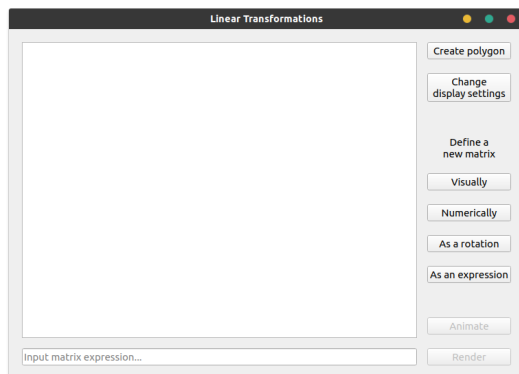 Linear Transformations
Create polygon
Change
display settings
Define a
new matrix
Visually
Numerically
As a rotation
As an expression
Animate
Input matrix expression...
Render